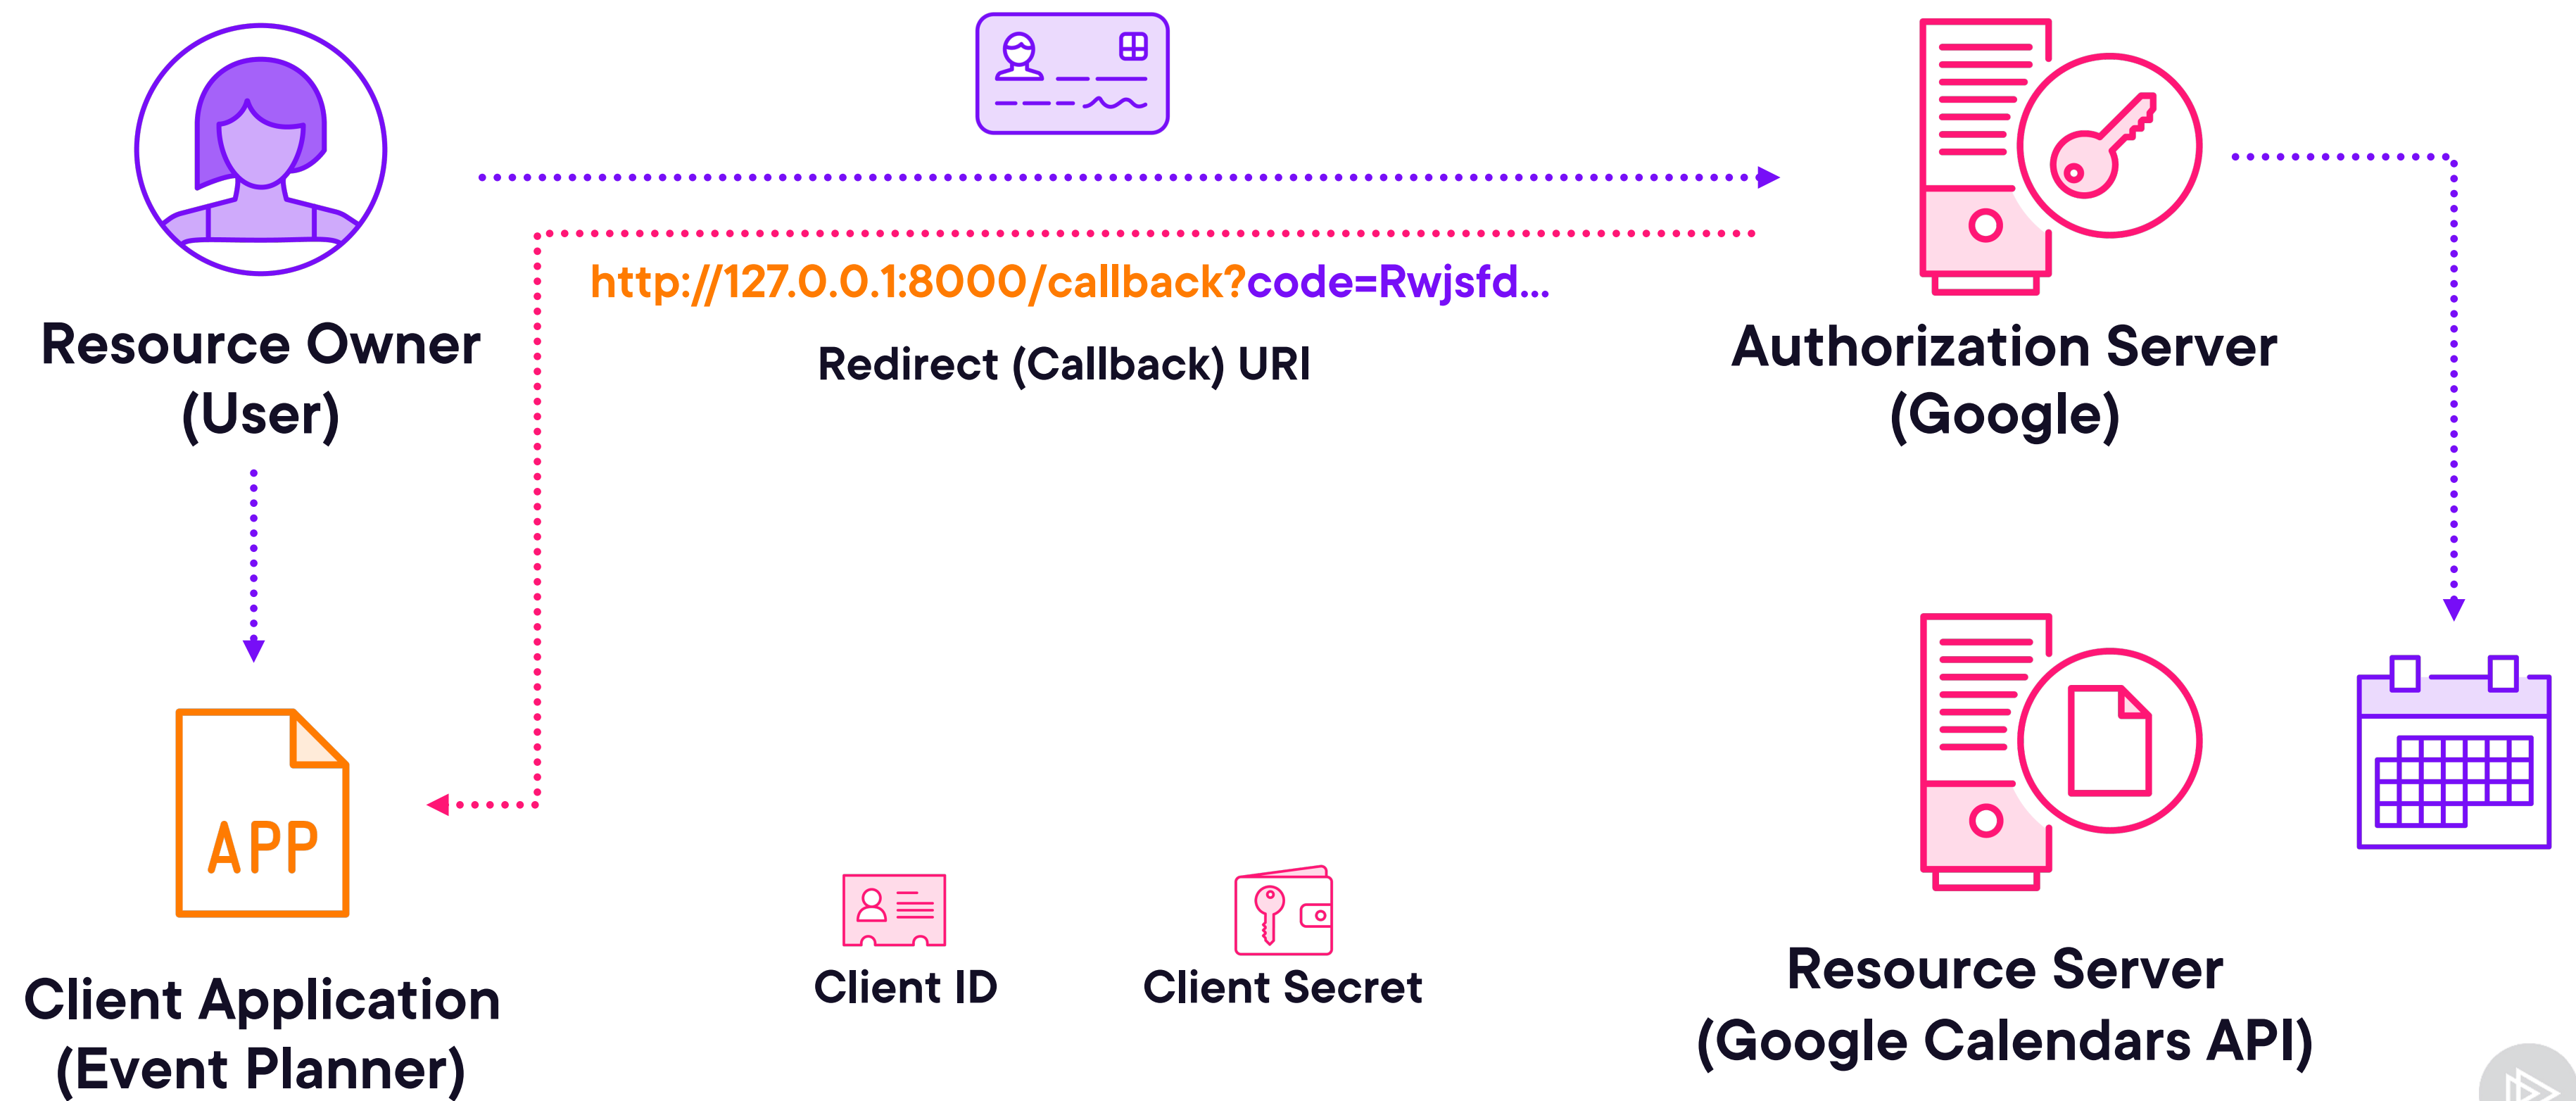 http://127.0.0.1:8000/callback?code=Rwjsfd...
Resource Owner
(User)
Redirect (Callback) URI
Authorization Server
(Google)
APP
Client Application
(Event Planner)
Client ID
Client Secret
Resource Server
(Google Calendars API)